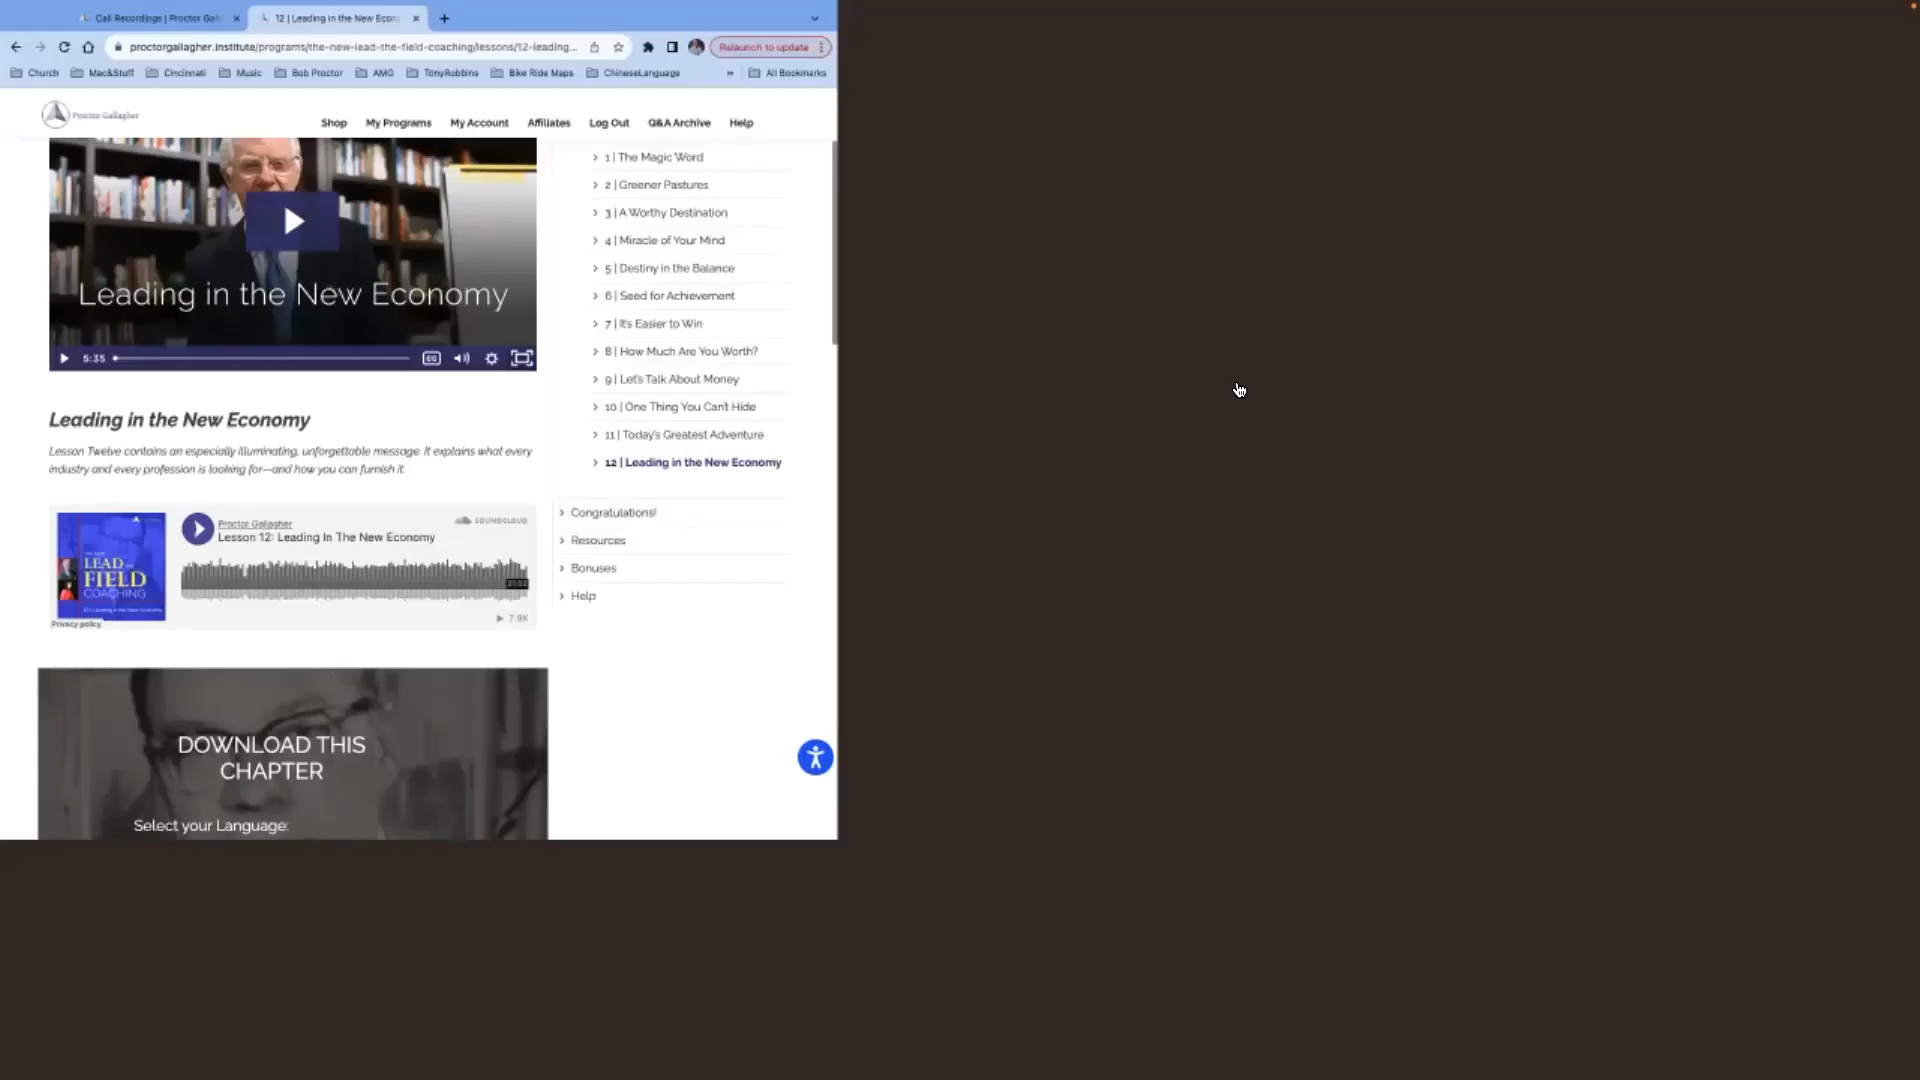 Call Recordings | Proctor Gal
12 | Leading in the New Econ
proctorgallagher.institute/programs/the-new-lead-the-field-coaching/lessons/12-leading...
Relaunch to update
Church
Mac&Stuff
Cincinnati
Music
Bob Proctor
AMG
TonyRobbins
Bike Ride Maps
ChineseLanguage
»
All Bookmarks
Proctor Gallagher
Shop
My Programs
My Account
Affiliates
Log Out
Q&A Archive
Help
Leading in the New Economy
5:35
CC
Leading in the New Economy
Lesson Twelve contains an especially illuminating, unforgettable message. It explains what every
industry and every profession is looking for—and how you can furnish it.
LEAD
FIELD
COACHING
Privacy policy
Proctor Gallagher
Lesson 12: Leading In The New Economy
SOUNDCLOUD
7.8K
DOWNLOAD THIS
CHAPTER
Select your Language:
1 | The Magic Word
2 | Greener Pastures
3 | A Worthy Destination
4 | Miracle of Your Mind
5 | Destiny in the Balance
6 | Seed for Achievement
7 | It's Easier to Win
8 | How Much Are You Worth?
9 | Let's Talk About Money
10 | One Thing You Can't Hide
11 | Today's Greatest Adventure
12 | Leading in the New Economy
Congratulations!
Resources
Bonuses
Help